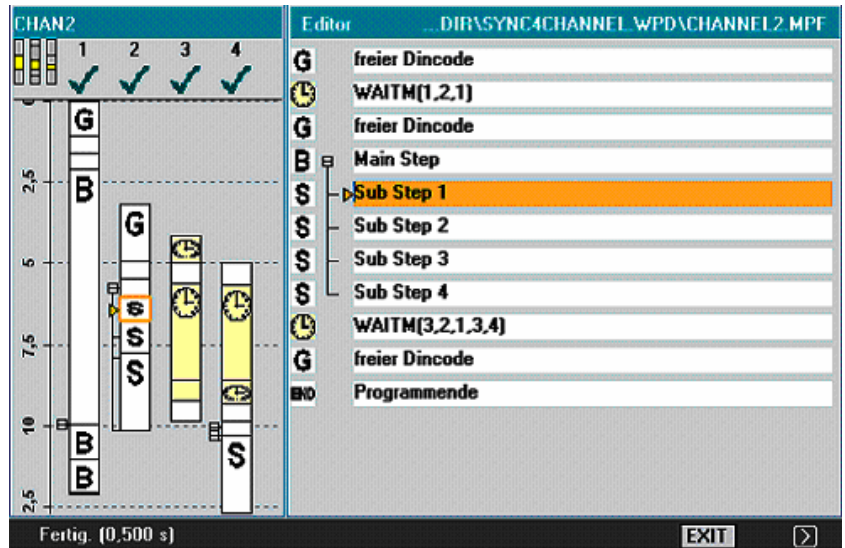 CHAN2
1 2 3 4
G
B
2,5
G
5
S
S
7,5
S
10
B
S
B
2,5
Editor ...DIR\SYNC4CHANNEL.WPD\CHANNEL2.MPF
G freier Dincode
WAITM(1,2,1)
G freier Dincode
B Main Step
S Sub Step 1
S Sub Step 2
S Sub Step 3
S Sub Step 4
WAITM(3,2,1,3,4)
G freier Dincode
END Programmende
Fertig. (0,500 s) EXIT